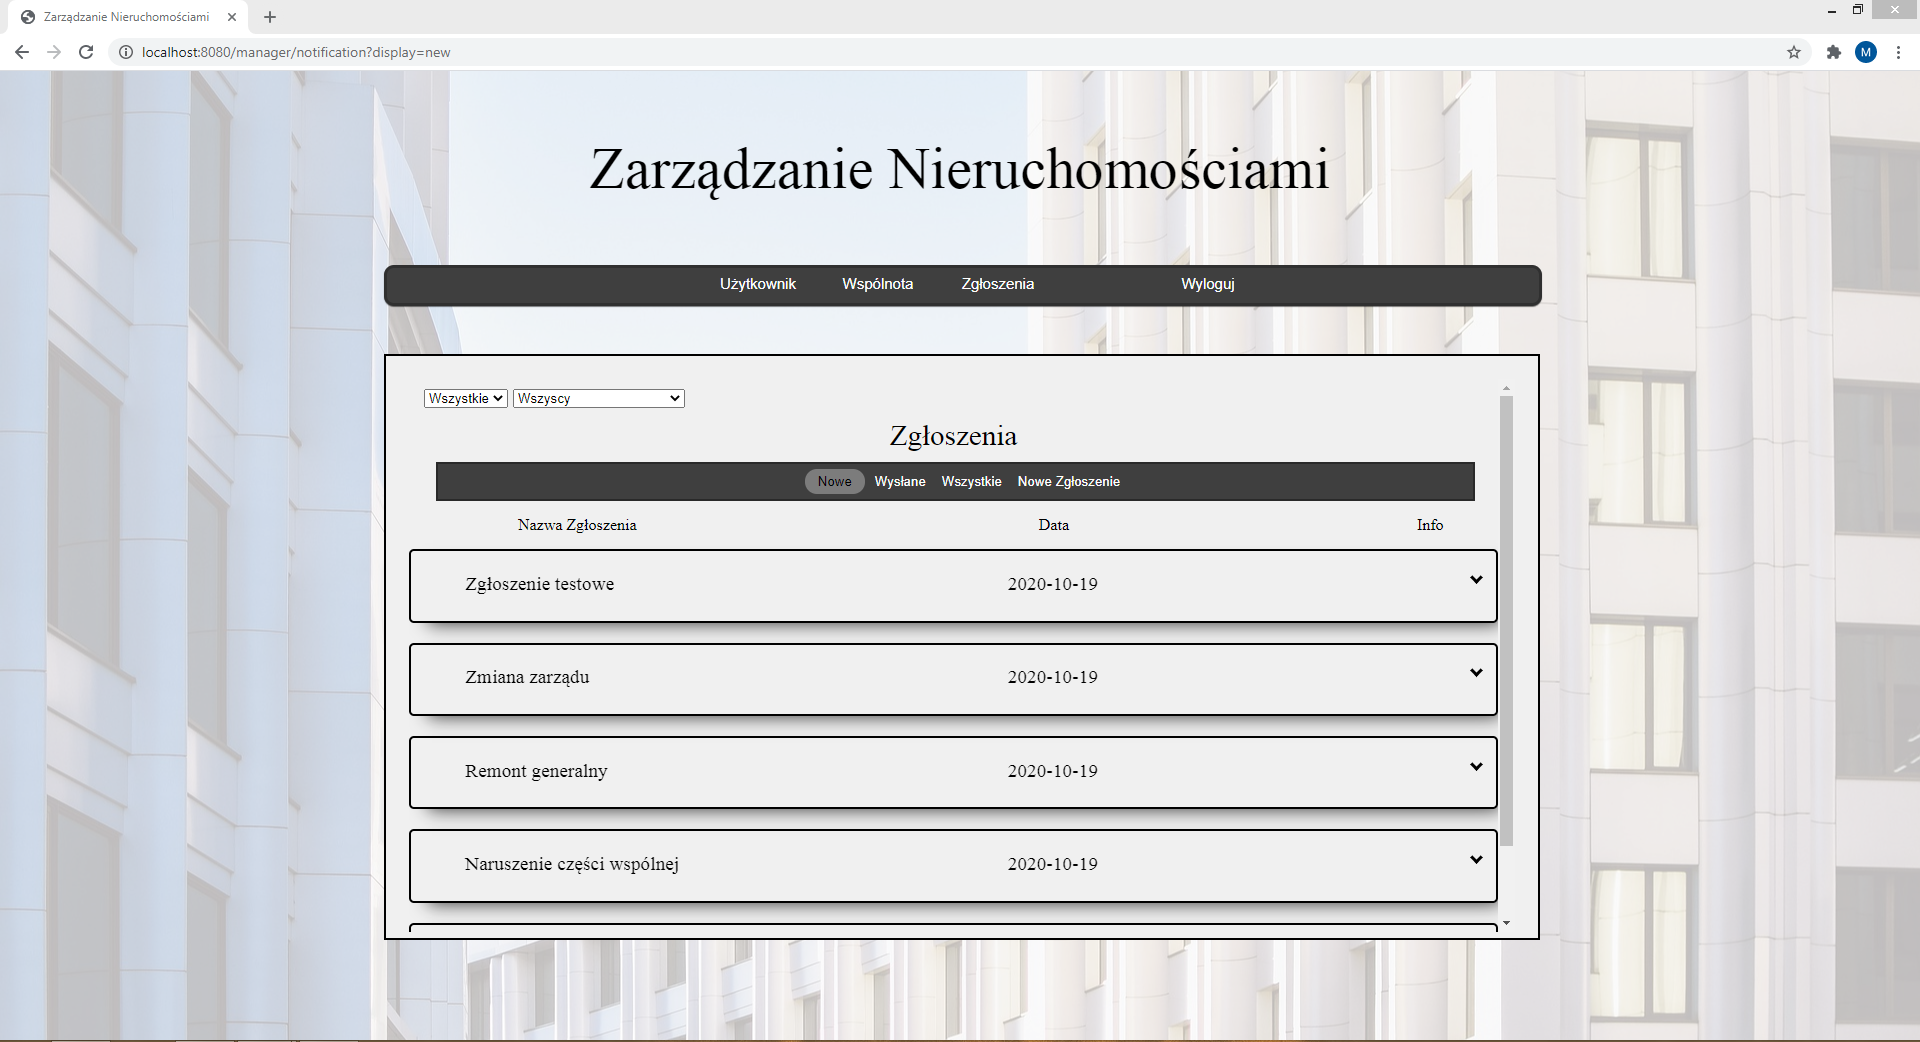 Zarządzanie Nieruchomościami
localhost:8080/manager/notification?display=new
M
Zarządzanie Nieruchomościami
Użytkownik Wspólnota Zgłoszenia Wyloguj
Wszystkie Wszyscy
Zgłoszenia
Nowe Wysłane Wszystkie Nowe Zgłoszenie
Nazwa Zgłoszenia Data Info
Zgłoszenie testowe 2020-10-19
Zmiana zarządu 2020-10-19
Remont generalny 2020-10-19
Naruszenie części wspólnej 2020-10-19